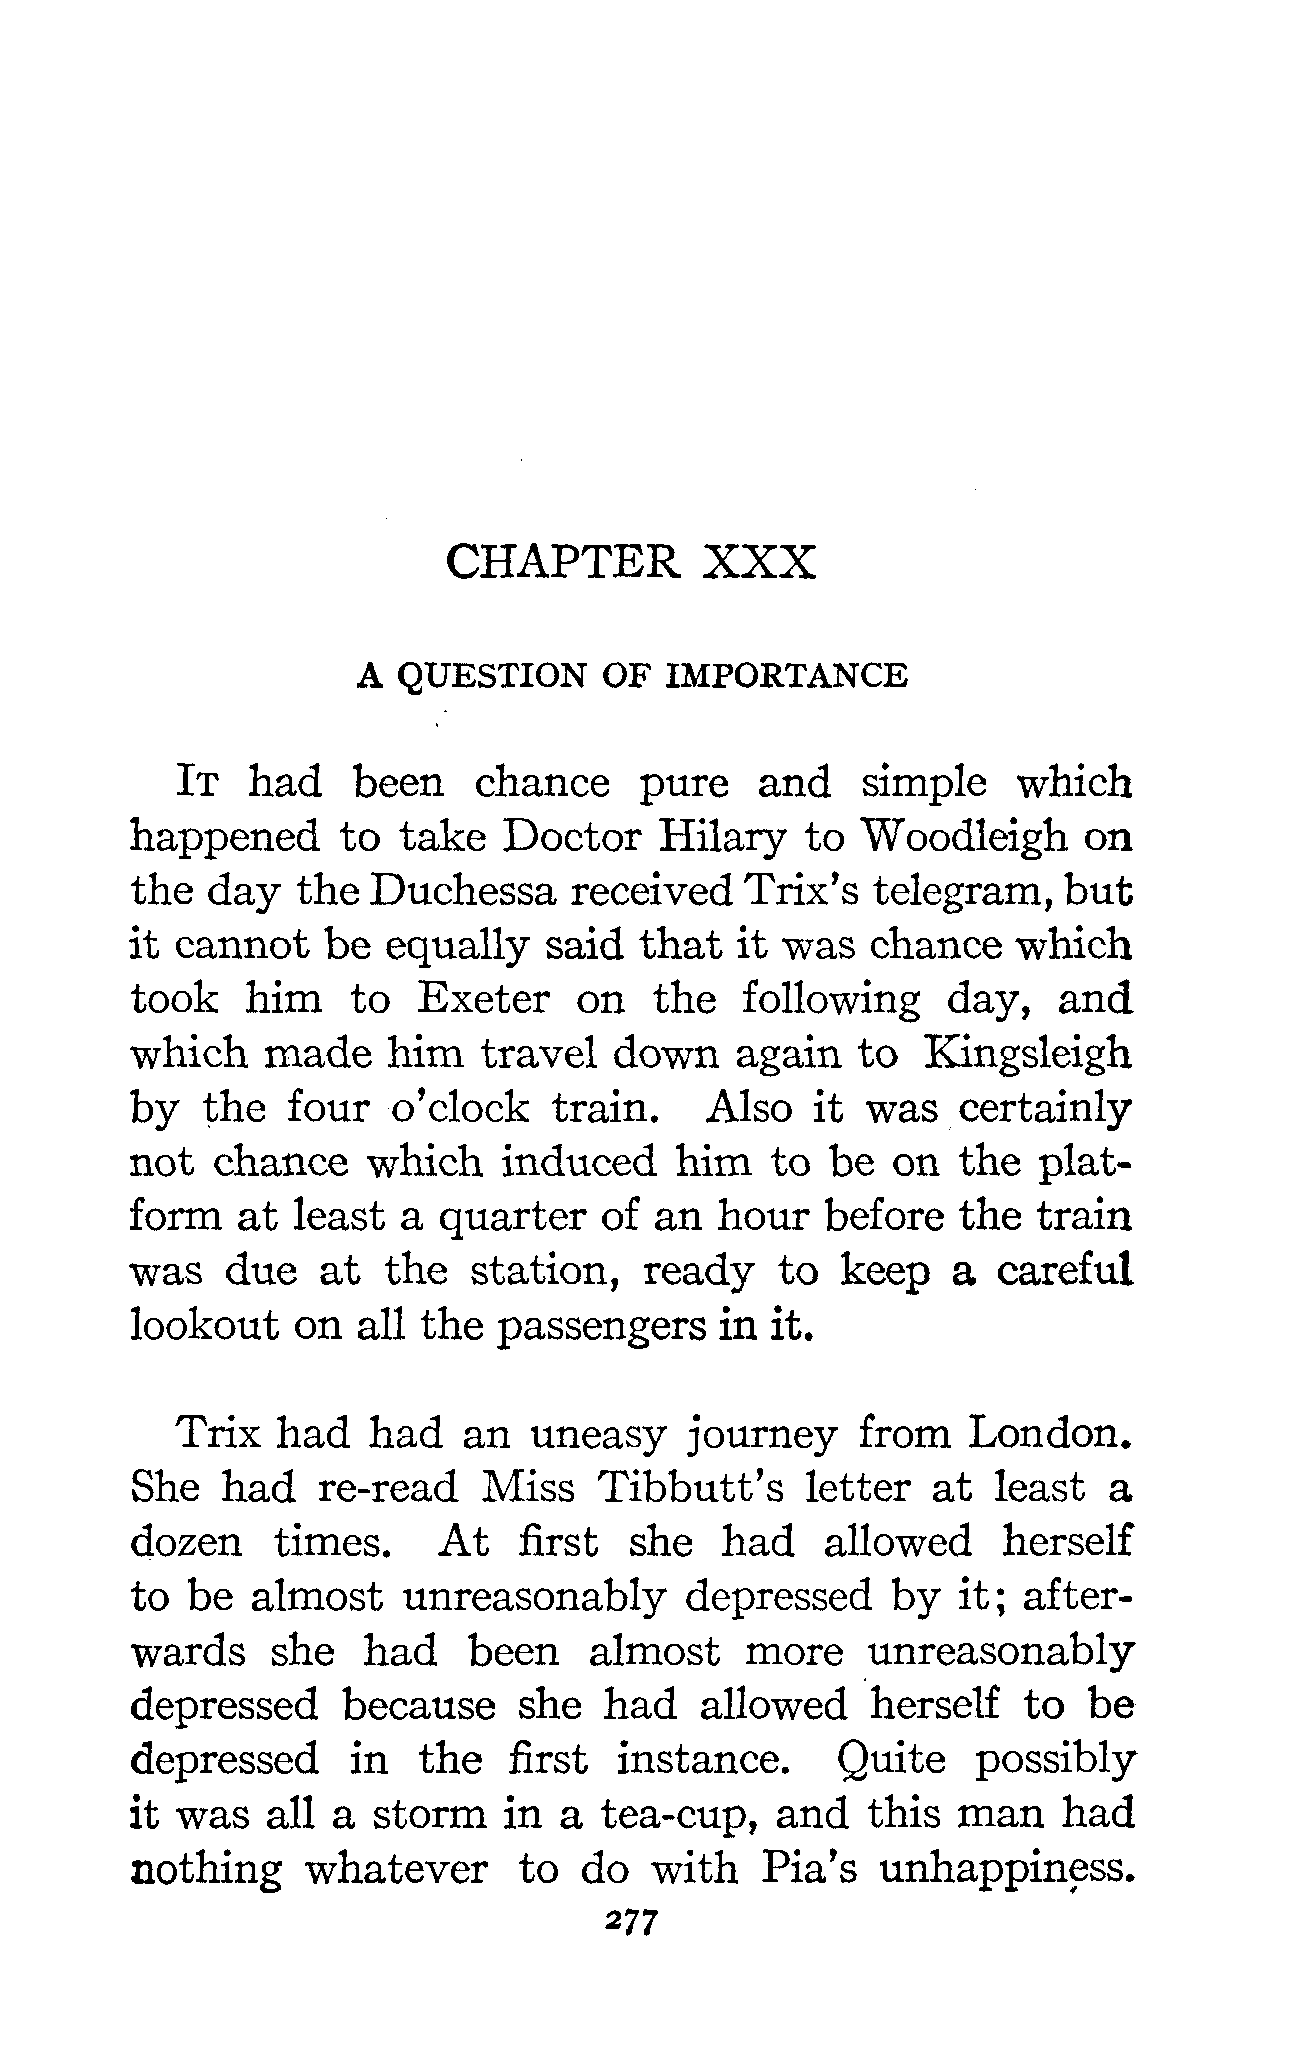 CHAPTER XXX
A QUESTION OF IMPORTANCE
IT had been chance pure and simple which
happened to take Doctor Hilary to Woodleigh on
the day the Duchessa received Trix's telegram, but
it cannot be equally said that it was chance which
took him to Exeter on the following day, and
which made him travel down again to Kingsleigh
by the four o'clock train. Also it was certainly
not chance which induced him to be on the plat-
form at least a quarter of an hour before the train
was due at the station, ready to keep a careful
lookout on all the passengers in it.
Trix had had an uneasy journey from London.
She had re-read Miss Tibbutt's letter at least a
dozen times. At first she had allowed herself
to be almost unreasonably depressed by it; after-
wards she had been almost more unreasonably
depressed because she had allowed herself to be
depressed in the first instance. Quite possibly
it was all a storm in a tea-cup, and this man had
nothing whatever to do with Pia's unhappiness.
277